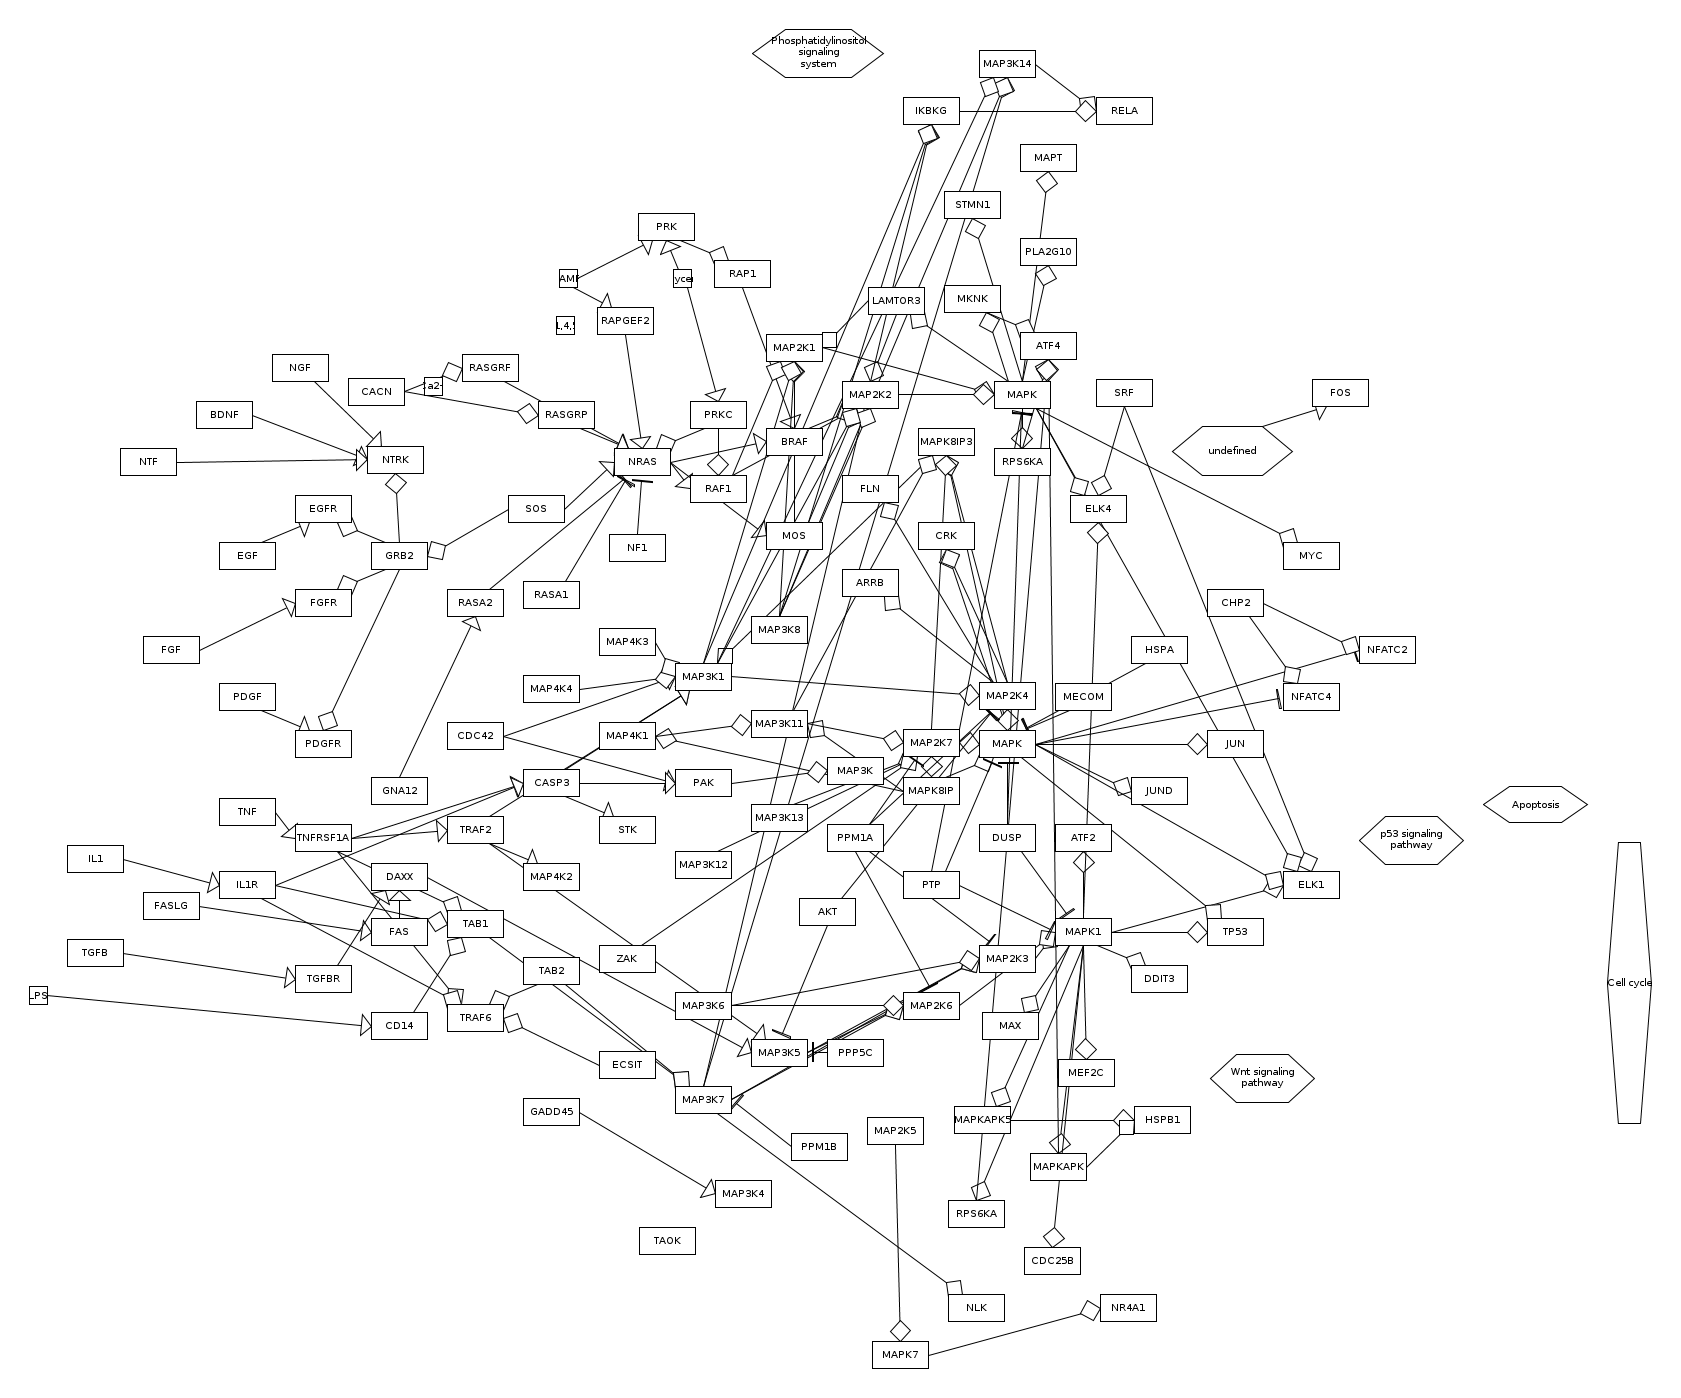 Phosphatidylinositol
signaling
system
MAP3K14
IKBKG
RELA
MAPT
STMN1
PRK
PLA2G10
RAP1
LAMTOR3
MKNK
RAPGEF2
MAP2K1
ATF4
NGF
RASGRF
CACN
MAP2K2
MAPK
SRF
FOS
BDNF
RASGRP
PRKC
BRAF
MAPK8IP3
undefined
NTF
NTRK
NRAS
RPS6KA
RAF1
FLN
EGFR
SOS
ELK4
MOS
CRK
EGF
GRB2
NF1
MYC
ARRB
RASA1
FGFR
RASA2
CHP2
MAP3K8
MAP4K3
FGF
HSPA
NFATC2
MAP3K1
MAP4K4
PDGF
MAP2K4
MECOM
NFATC4
MAP3K11
CDC42
MAP4K1
PDGFR
MAP2K7
MAPK
JUN
MAP3K
CASP3
PAK
GNA12
MAPK8IP
JUND
Apoptosis
TNF
MAP3K13
TNFRSF1A
TRAF2
STK
PPM1A
DUSP
ATF2
p53 signaling
pathway
IL1
MAP3K12
IL1R
DAXX
MAP4K2
PTP
ELK1
FASLG
AKT
TAB1
FAS
MAPK1
TP53
TGFB
ZAK
MAP2K3
TAB2
TGFBR
DDIT3
Cell cycle
LPS
MAP3K6
MAP2K6
TRAF6
CD14
MAX
MAP3K5
PPP5C
ECSIT
MEF2C
Wnt signaling
pathway
MAP3K7
GADD45
MAPKAPK5
HSPB1
MAP2K5
PPM1B
MAPKAPK
MAP3K4
RPS6KA
TAOK
CDC25B
NLK
NR4A1
MAPK7